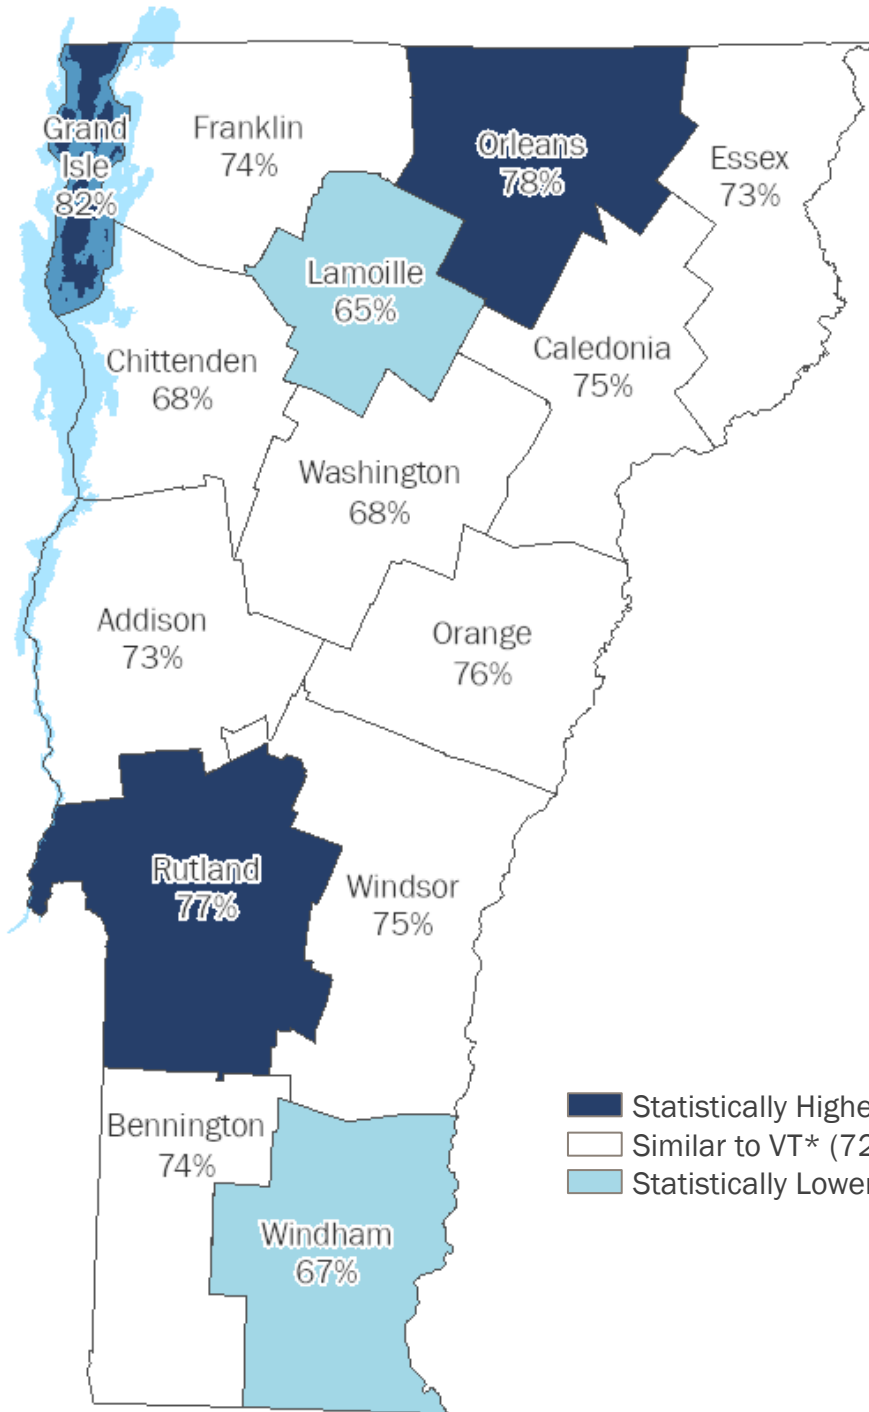 Grand
Isle
82%
Franklin
74%
Orleans
78%
Essex
73%
Lamoille
65%
Chittenden
68%
Caledonia
75%
Washington
68%
Addison
73%
Orange
76%
Rutland
77%
Windsor
75%
Bennington
74%
Windham
67%
Statistically Highe
Similar to VT* (72
Statistically Lower